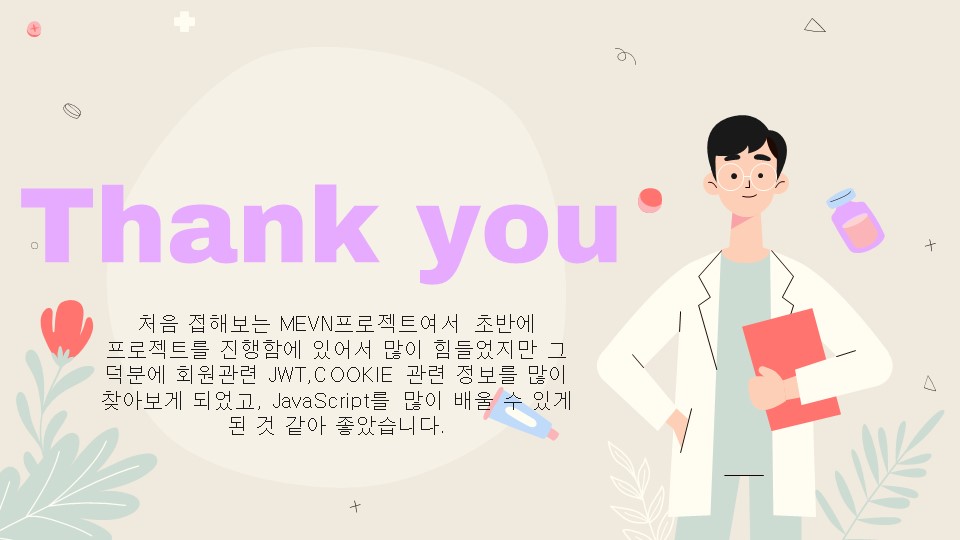 Thank you
처음 접해보는 MEVN프로젝트여서 초반에
프로젝트를 진행함에 있어서 많이 힘들었지만 그
덕분에 회원관련 JWT,COOKIE 관련 정보를 많이
찾아보게 되었고, JavaScript를 많이 배울 수 있게
된 것 같아 좋았습니다.